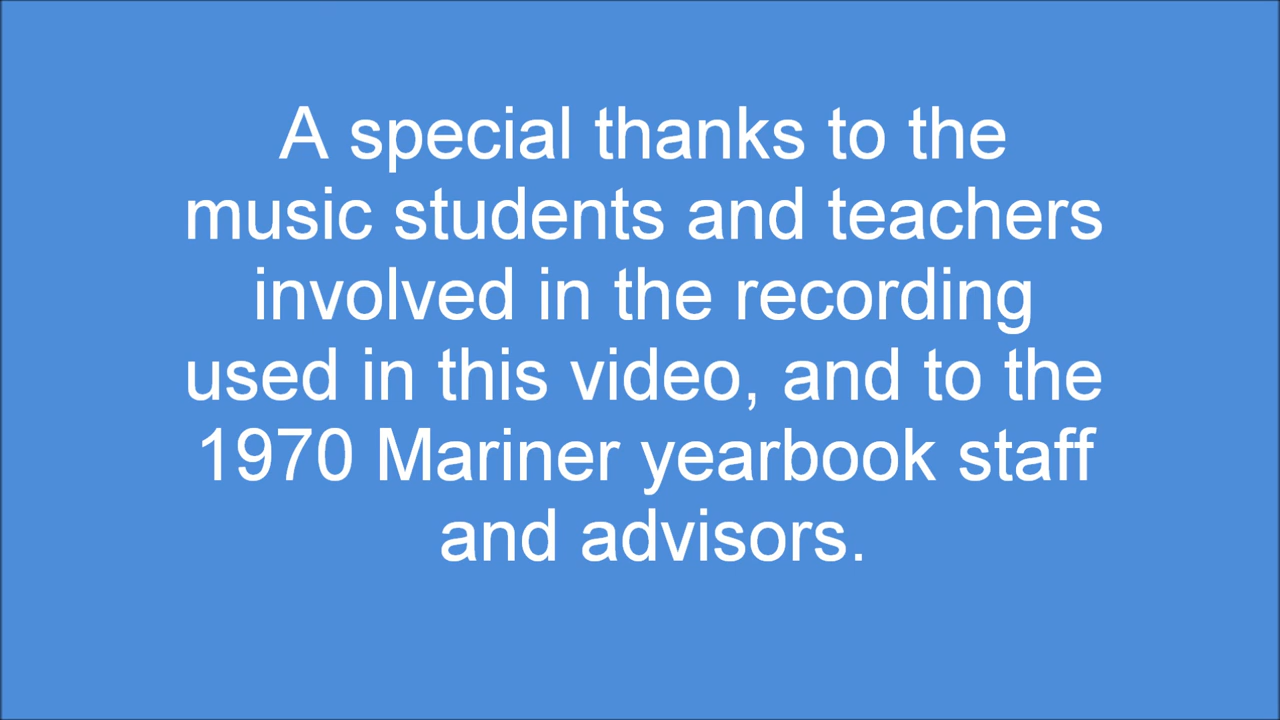 A special thanks to the
music students and teachers
involved in the recording
used in this video, and to the
1970 Mariner yearbook staff
and advisors.